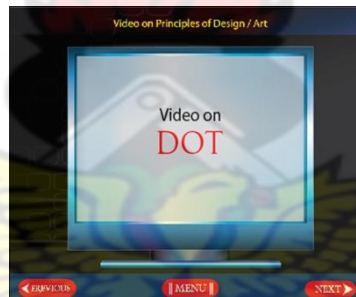 Video on Principles of Design / Art
Video on
DOT
PREVIOUS
MENU
NEXT